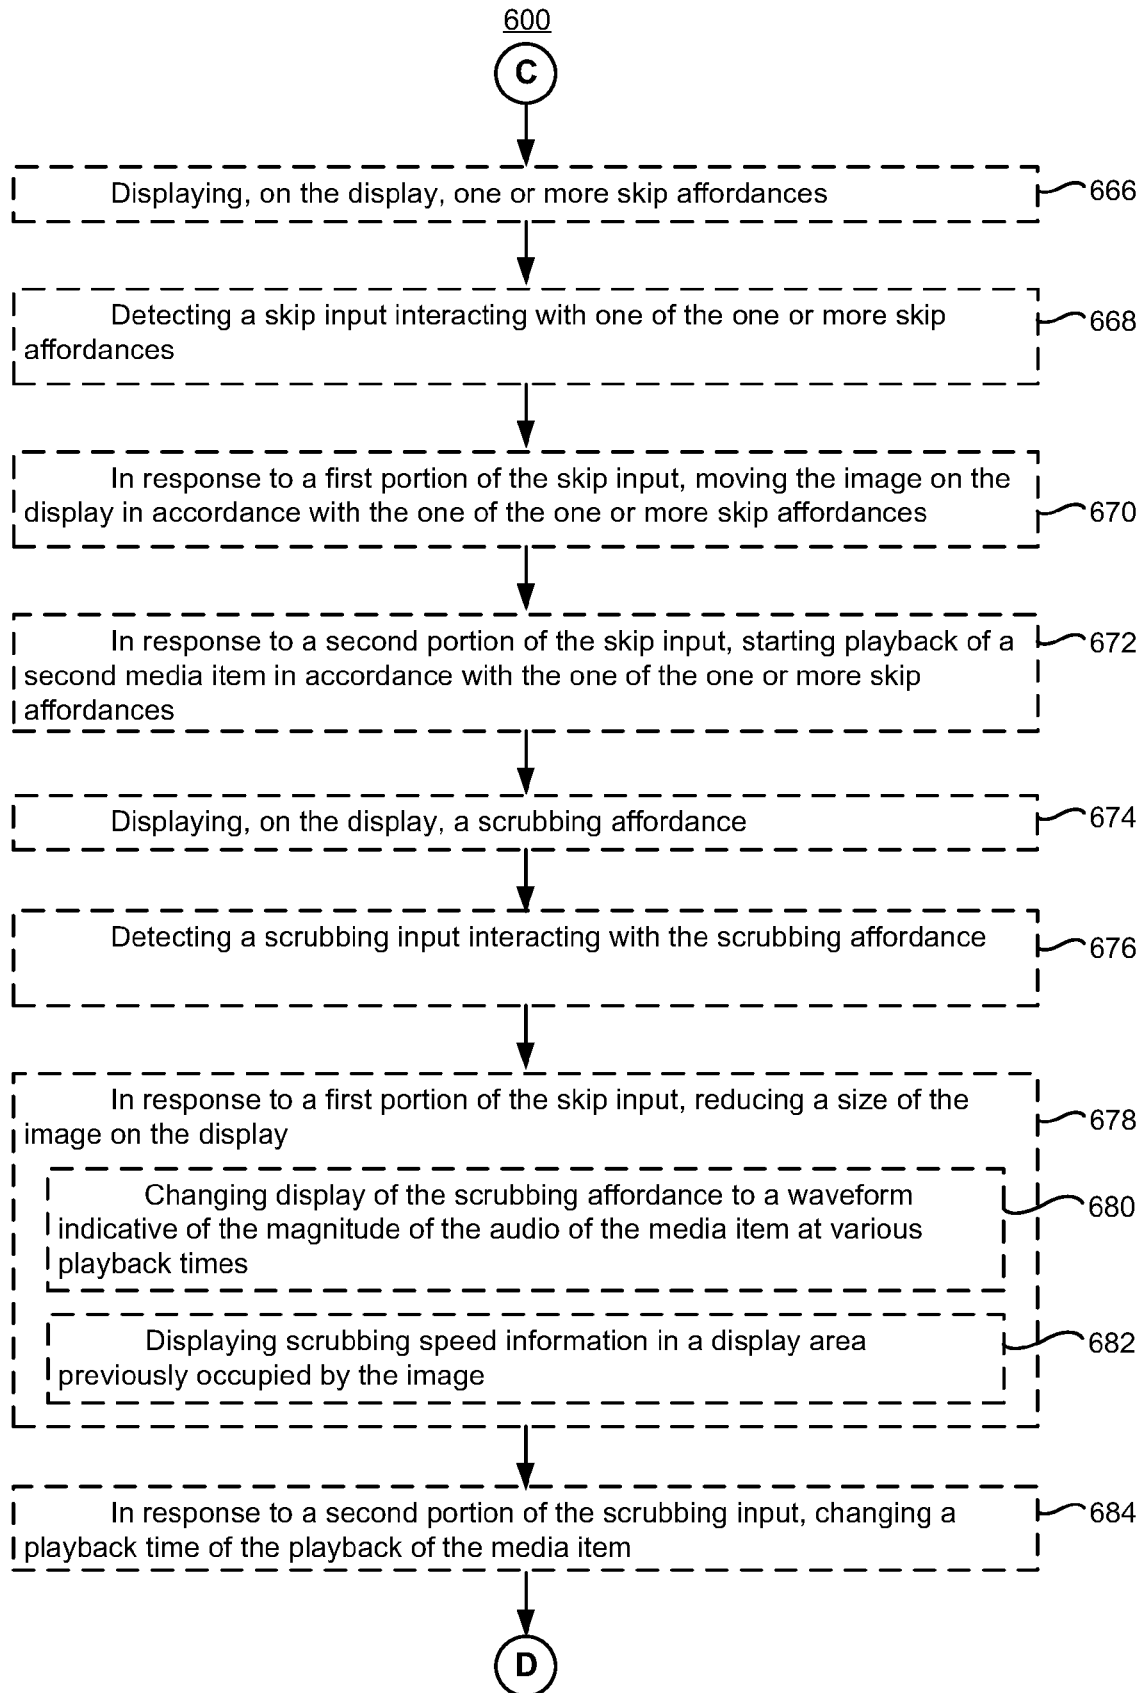 600
C
Displaying, on the display, one or more skip affordances
666
Detecting a skip input interacting with one of the one or more skip
affordances
668
In response to a first portion of the skip input, moving the image on the
display in accordance with the one of the one or more skip affordances
670
In response to a second portion of the skip input, starting playback of a
second media item in accordance with the one of the one or more skip
affordances
672
Displaying, on the display, a scrubbing affordance
674
Detecting a scrubbing input interacting with the scrubbing affordance
676
In response to a first portion of the skip input, reducing a size of the
image on the display
678
Changing display of the scrubbing affordance to a waveform
indicative of the magnitude of the audio of the media item at various
playback times
680
Displaying scrubbing speed information in a display area
previously occupied by the image
682
In response to a second portion of the scrubbing input, changing a
playback time of the playback of the media item
684
D